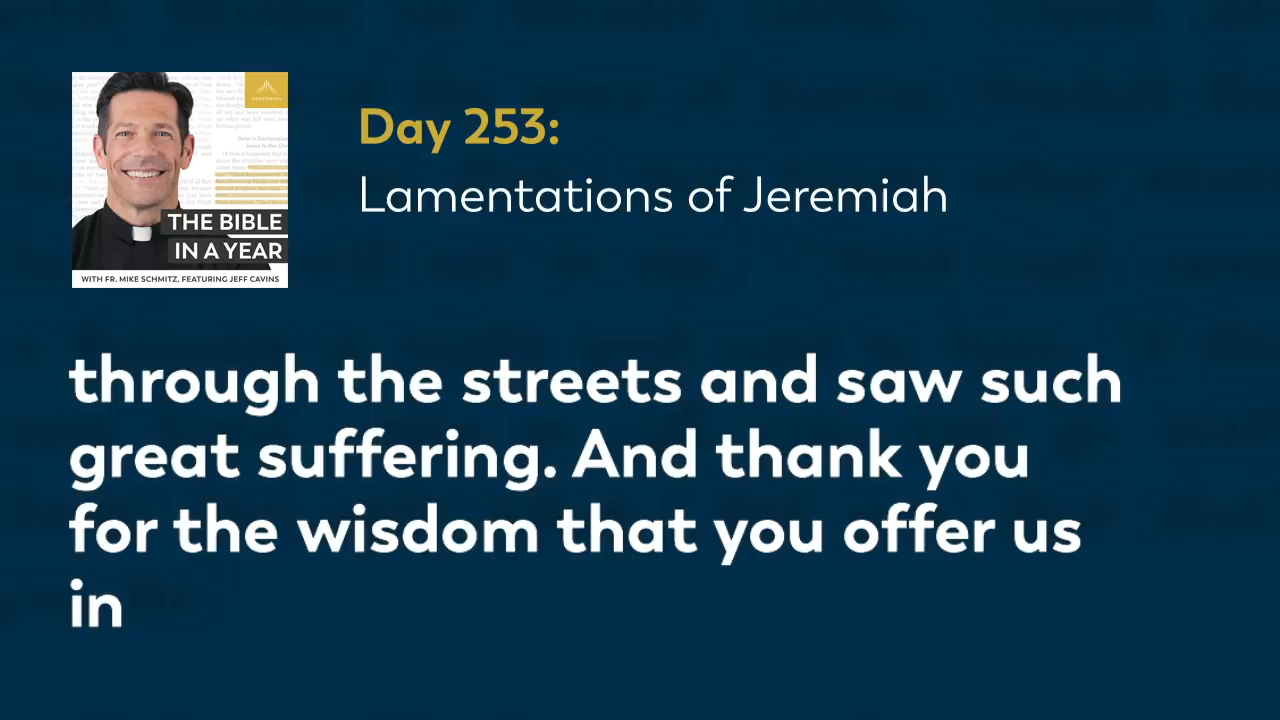 Day 253:
Lamentations of Jeremiah
THE BIBLE
IN A YEAR
WITH FR. MIKE SCHMITZ, FEATURING JEFF CAVINS
through the streets and saw such
great suffering. And thank you
for the wisdom that you offer us
in